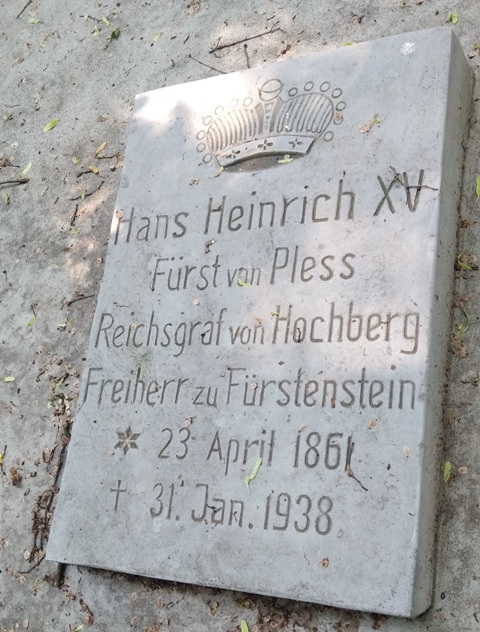 Hans Heinrich XV
Fürst von Pless
Reichsgraf von Hochberg
Freiherr zu Fürstenstein
✶ 23 April 1861
† 31. Jan. 1938